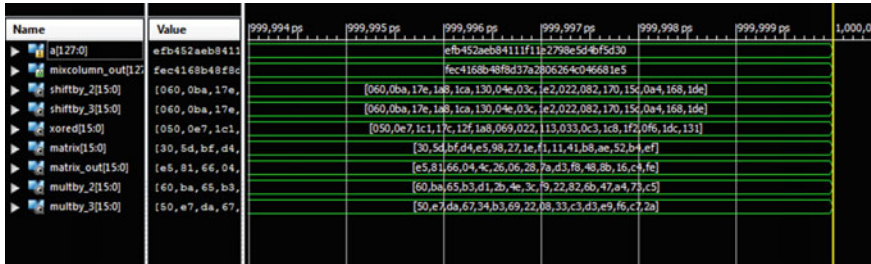 Name Value 999,994 ps 999,995 ps 999,996 ps 999,997 ps 999,998 ps 999,999 ps 1,000,0
a[127:0] efb452aeb8411 efb452aeb84111f11e2798e5d4bf5d30
mixcolumn_out[127 fec4168b48f8d fec4168b48f8d37a2806264c046681e5
shiftby_2[15:0] [060,0ba,17e, [060,0ba,17e,1a8,1ca,130,04e,03c,1e2,022,082,170,15c,0a4,168,1de]
shiftby_3[15:0] [060,0ba,17e, [060,0ba,17e,1a8,1ca,130,04e,03c,1e2,022,082,170,15c,0a4,168,1de]
xored[15:0] [050,0e7,1c1, [050,0e7,1c1,17c,12f,1a8,069,022,113,033,0c3,1c8,1f2,0f6,1dc,131]
matrix[15:0] [30,5d,bf,d4, [30,5d,bf,d4,e5,98,27,1e,f1,11,41,b8,ae,52,b4,ef]
matrix_out[15:0] [e5,81,66,04, [e5,81,66,04,4c,26,06,28,7a,d3,f8,48,8b,16,c4,fe]
multby_2[15:0] [60,ba,65,b3, [60,ba,65,b3,d1,2b,4e,3c,f9,22,82,6b,47,a4,73,c5]
multby_3[15:0] [50,e7,da,67, [50,e7,da,67,34,b3,69,22,08,33,c3,d3,e9,f6,c7,2a]